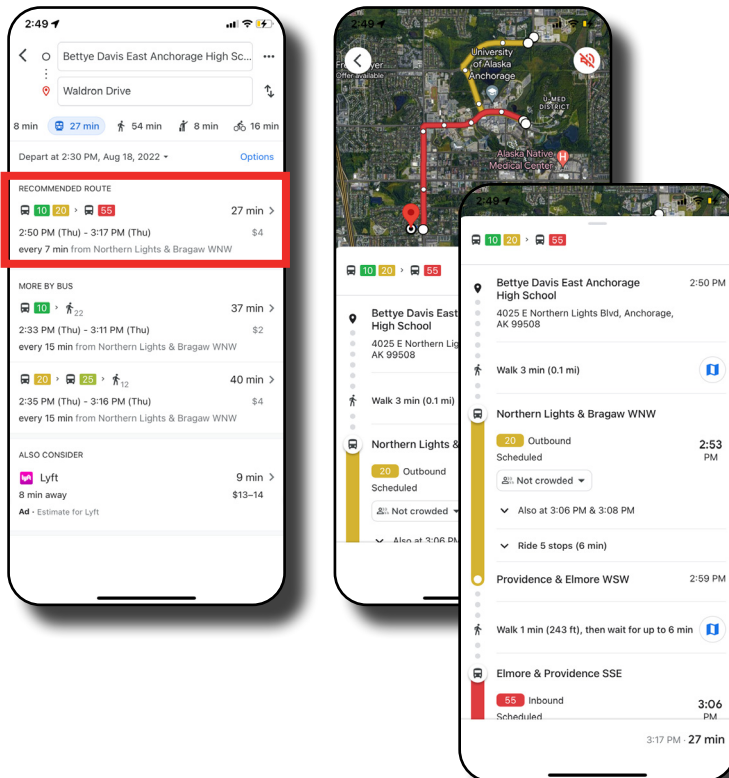 2:49
Bettye Davis East Anchorage High Sc...
Waldron Drive
8 min
27 min
54 min
8 min
16 min
Depart at 2:30 PM, Aug 18, 2022
Options
RECOMMENDED ROUTE
10 20 > 55
27 min >
2:50 PM (Thu) - 3:17 PM (Thu)
$4
every 7 min from Northern Lights & Bragaw WNW
MORE BY BUS
10 > 22
37 min >
2:33 PM (Thu) - 3:11 PM (Thu)
$2
every 15 min from Northern Lights & Bragaw WNW
20 > 25 > 12
40 min >
2:35 PM (Thu) - 3:16 PM (Thu)
$4
every 15 min from Northern Lights & Bragaw WNW
ALSO CONSIDER
Lyft
9 min >
8 min away
$13–14
Ad · Estimate for Lyft
2:49
Offer available
University
of Alaska
Anchorage
U-MED
DISTRICT
Alaska Native
Medical Center
H
10 20 > 55
Bettye Davis East
High School
4025 E Northern Lig
AK 99508
Walk 3 min (0.1 mi)
Northern Lights &
20 Outbound
Scheduled
Not crowded
Also at 3:06 PM
2:49
10 20 > 55
Bettye Davis East Anchorage
High School
2:50 PM
4025 E Northern Lights Blvd, Anchorage,
AK 99508
Walk 3 min (0.1 mi)
Northern Lights & Bragaw WNW
20 Outbound
2:53
PM
Scheduled
Not crowded
Also at 3:06 PM & 3:08 PM
Ride 5 stops (6 min)
Providence & Elmore WSW
2:59 PM
Walk 1 min (243 ft), then wait for up to 6 min
Elmore & Providence SSE
55 Inbound
3:06
PM
Scheduled
3:17 PM · 27 min